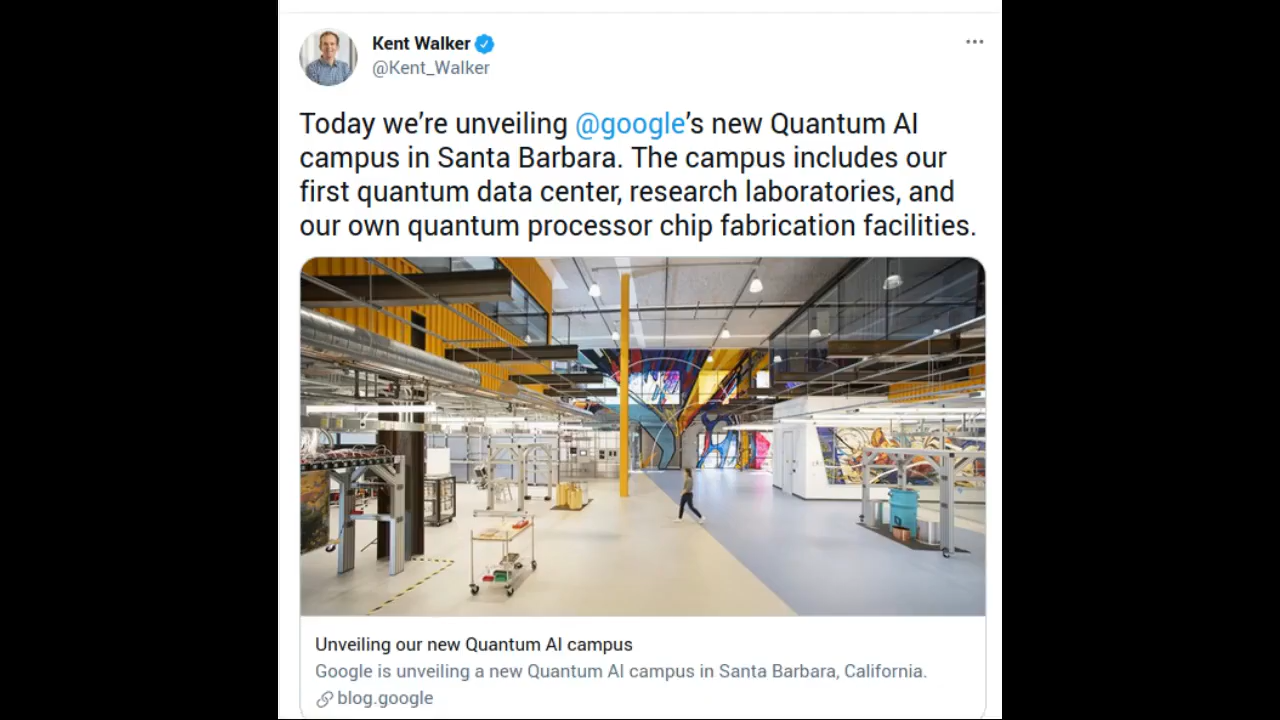 Kent Walker
@Kent_Walker
Today we’re unveiling @google’s new Quantum AI
campus in Santa Barbara. The campus includes our
first quantum data center, research laboratories, and
our own quantum processor chip fabrication facilities.
Unveiling our new Quantum AI campus
Google is unveiling a new Quantum AI campus in Santa Barbara, California.
blog.google